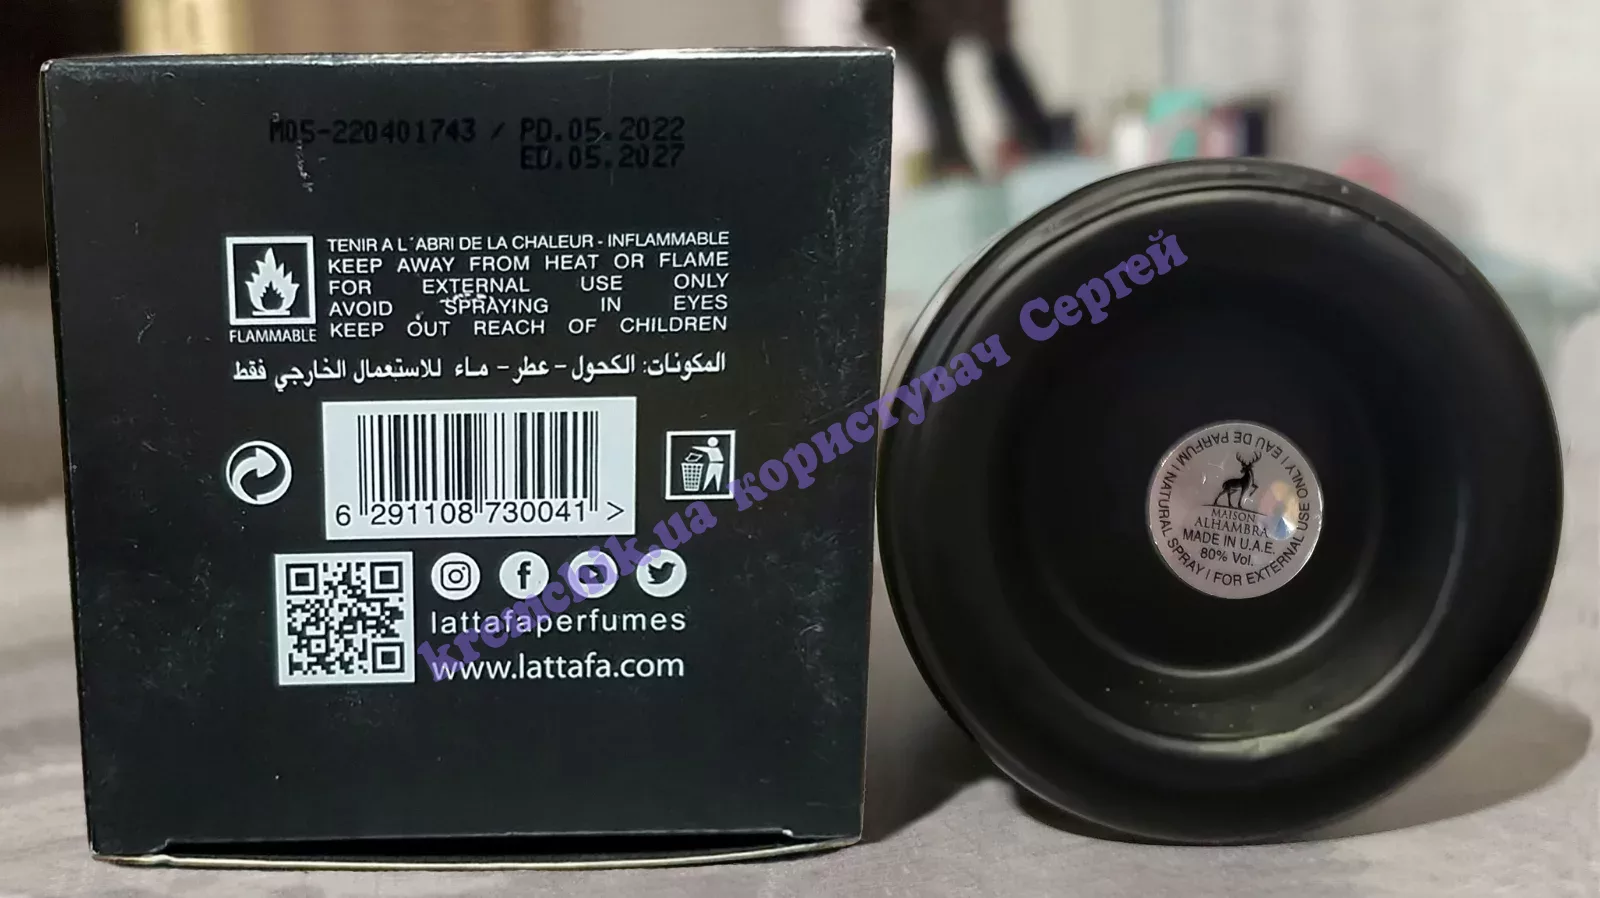 M05-220401743 / PD.05.2022
ED.05.2027
TENIR A L´ABRI DE LA CHALEUR - INFLAMMABLE
KEEP AWAY FROM HEAT OR FLAME
FOR EXTERNAL USE ONLY
AVOID SPRAYING IN EYES
KEEP OUT REACH OF CHILDREN
FLAMMABLE
المكونات: الكحول - عطر - ماء للاستعمال الخارجي فقط
6 291108 730041 >
lattafaperfumes
www.lattafa.com
kremchik.ua користувач Сергей
EAU DE PARFUM | NATURAL SPRAY | FOR EXTERNAL USE ONLY |
MAISON
ALHAMBRA
MADE IN U.A.E.
80% Vol.